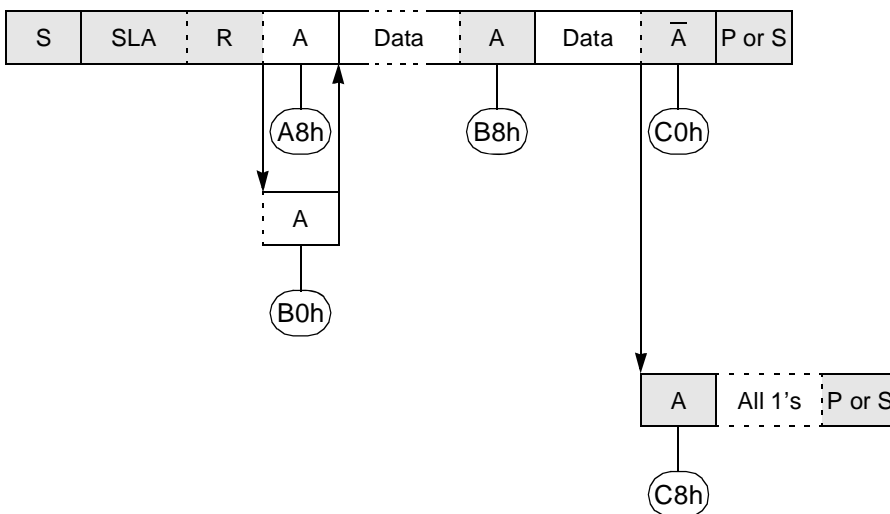 S SLA R A Data A Data A̅ P or S
A8h B8h C0h
A
B0h
A All 1's P or S
C8h